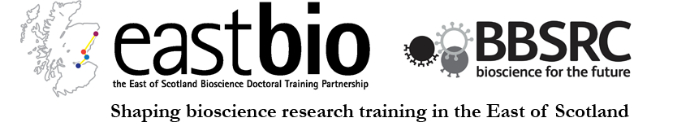 eastbio
the East of Scotland Bioscience Doctoral Training Partnership
BBSRC
bioscience for the future
Shaping bioscience research training in the East of Scotland